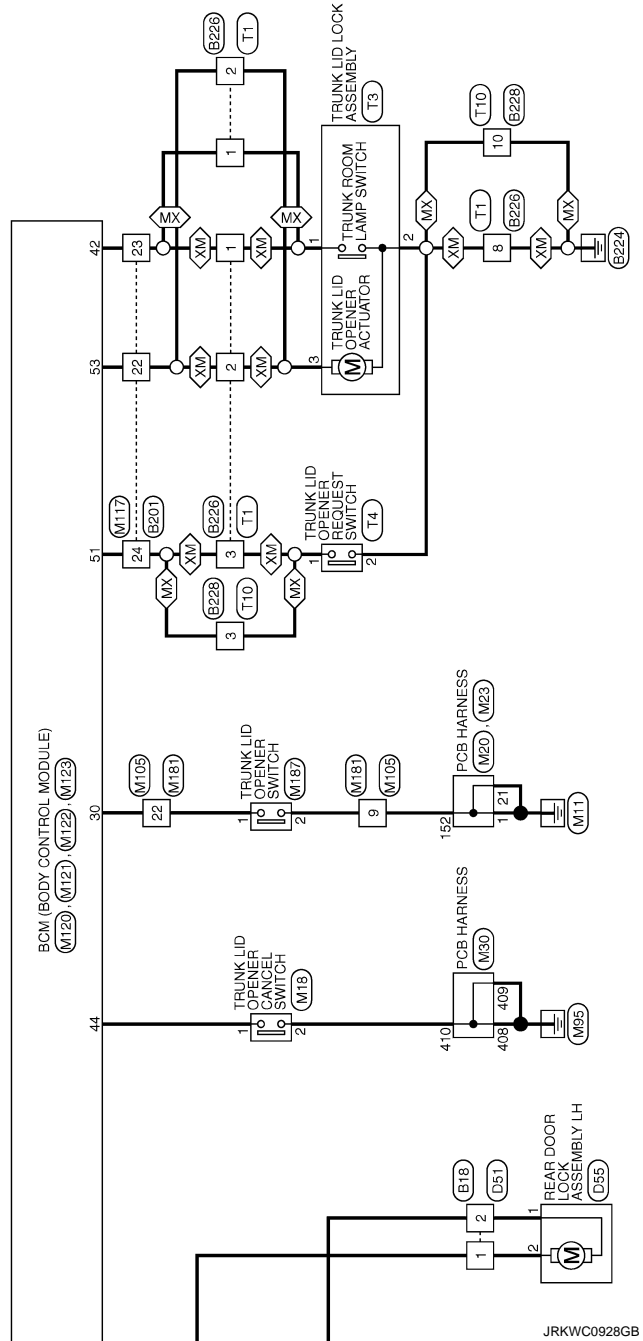 BCM (BODY CONTROL MODULE)
M120 , M121 , M122 , M123
44
30
51
53
42
M105
M181
22
M117
B201
24
22
23
TRUNK LID
OPENER
CANCEL
SWITCH
M18
1
2
TRUNK LID
OPENER
SWITCH
M187
1
2
M181
M105
9
MX
XM
B228
T10
3
B226
T1
3
XM
MX
XM
2
XM
XM
1
XM
MX
MX
B226
T1
1
2
TRUNK LID
OPENER
REQUEST
SWITCH
T4
1
2
TRUNK LID LOCK
ASSEMBLY
T3
3
1
TRUNK LID
OPENER
ACTUATOR
M
TRUNK ROOM
LAMP SWITCH
2
B18
D51
1
2
REAR DOOR
LOCK
ASSEMBLY LH
D55
2
1
M
PCB HARNESS
M30
410
408
409
M95
PCB HARNESS
M20 , M23
152
1
21
M11
XM
MX
T1
B226
8
T10
B228
10
XM
MX
B224
JRKWC0928GB